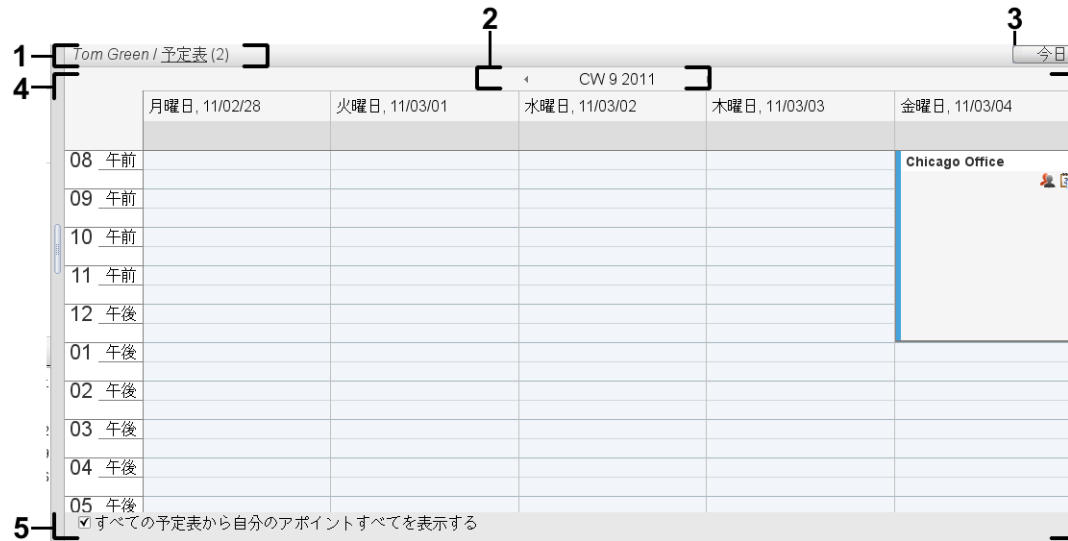 2
3
1
Tom Green / 予定表 (2)
今日
4
CW 9 2011
月曜日, 11/02/28
火曜日, 11/03/01
水曜日, 11/03/02
木曜日, 11/03/03
金曜日, 11/03/04
08 午前
Chicago Office
09 午前
10 午前
11 午前
12 午後
01 午後
02 午後
03 午後
04 午後
05 午後
5
すべての予定表から自分のアポイントすべてを表示する